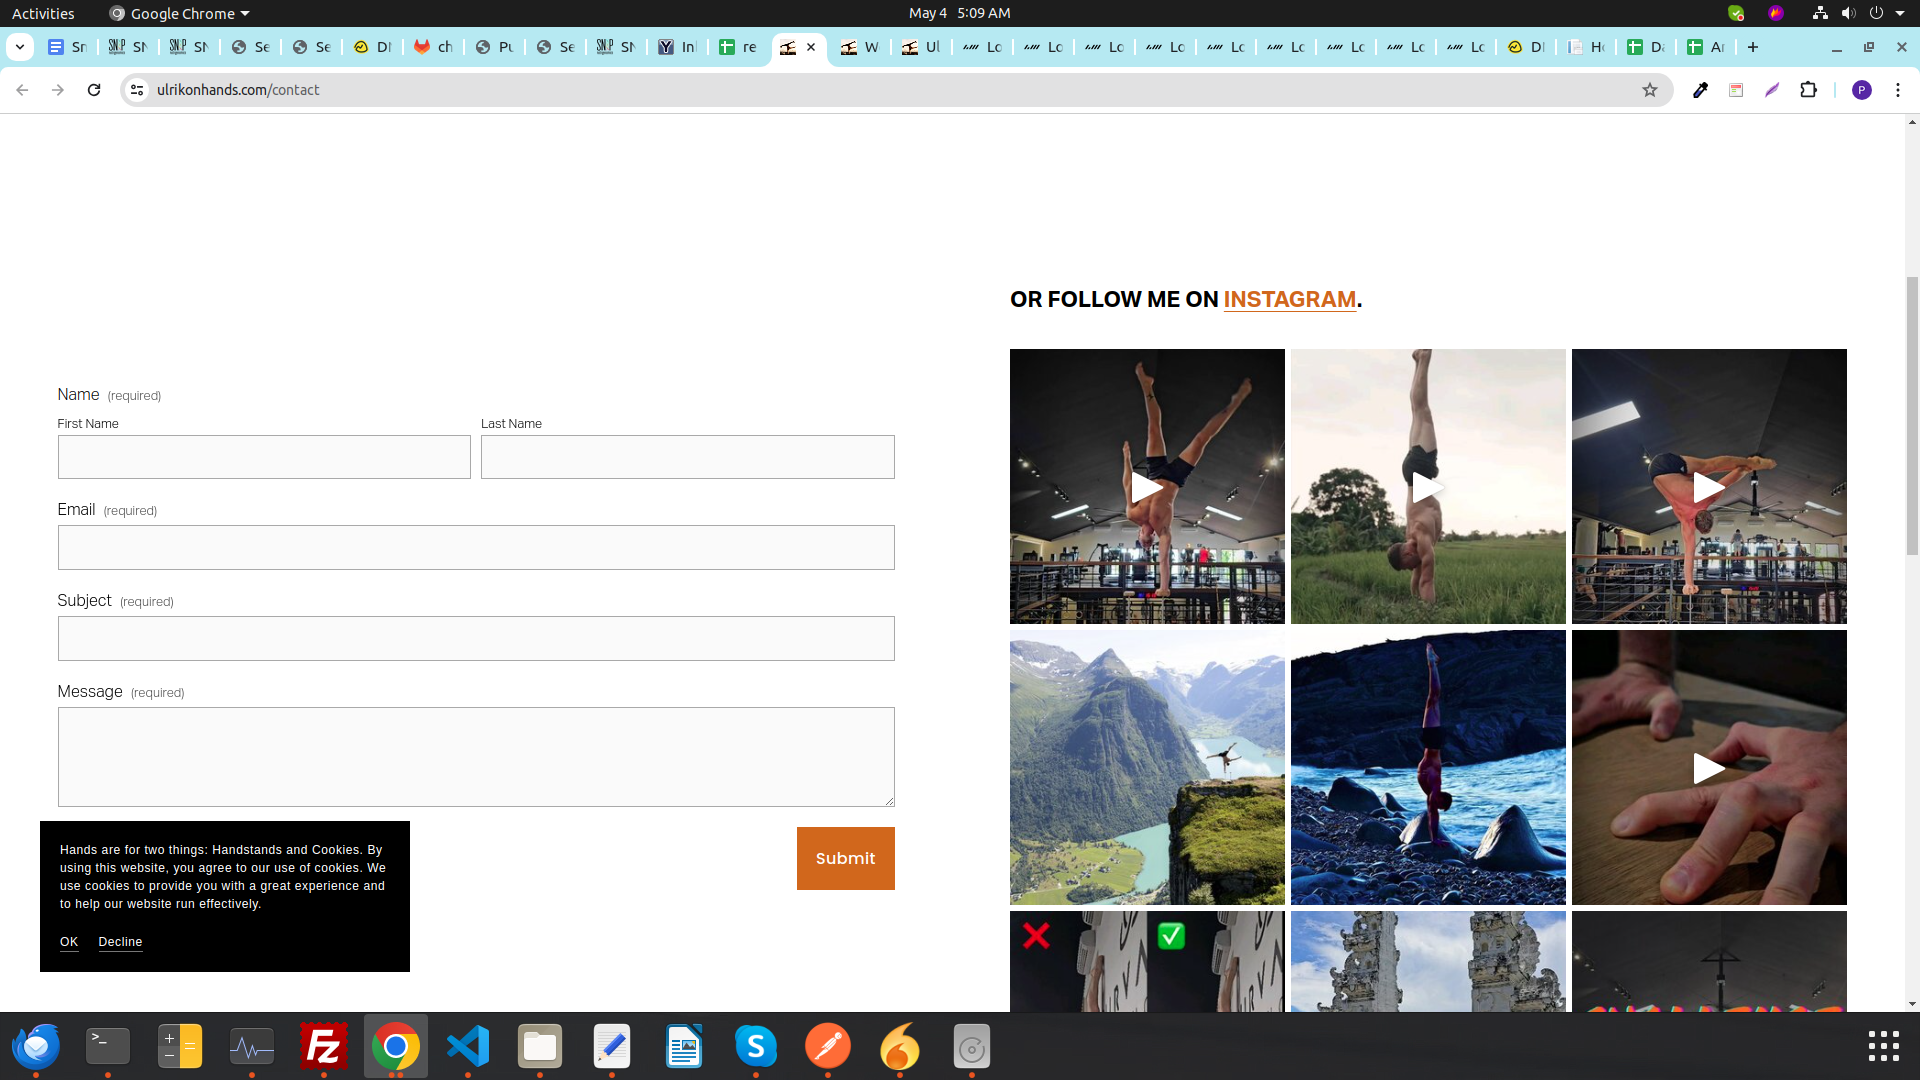 Activities
Google Chrome
May 4 5:09 AM
Sn
SN
SN
Se
Se
DI
ch
Pu
Se
SN
In
re
W
Ul
Lo
Lo
Lo
Lo
Lo
Lo
Lo
Lo
Lo
DI
Ho
Da
Ar
ulrikonhands.com/contact
P
OR FOLLOW ME ON INSTAGRAM.
Name (required)
First Name
Last Name
Email (required)
Subject (required)
Message (required)
Submit
Hands are for two things: Handstands and Cookies. By
using this website, you agree to our use of cookies. We
use cookies to provide you with a great experience and
to help our website run effectively.
OK
Decline